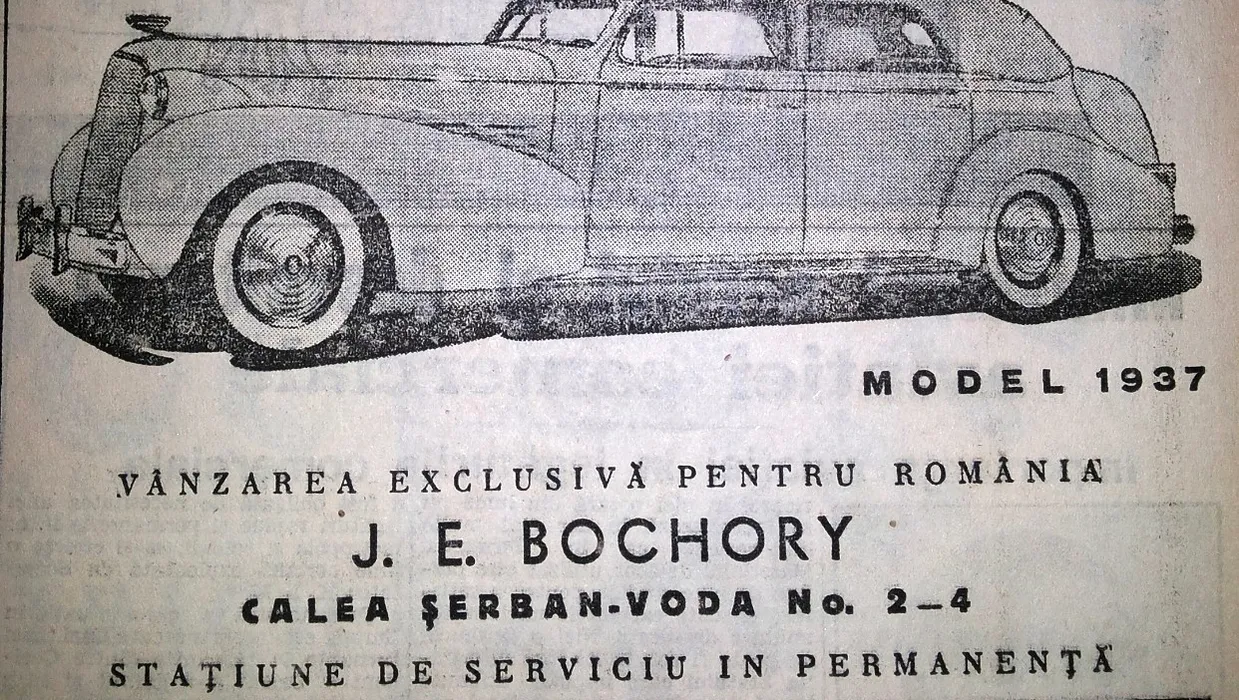 MODEL 1937
VÂNZAREA EXCLUSIVĂ PENTRU ROMÂNIA
J. E. BOCHORY
CALEA ŞERBAN-VODA No. 2–4
STAŢIUNE DE SERVICIU IN PERMANENŢĂ